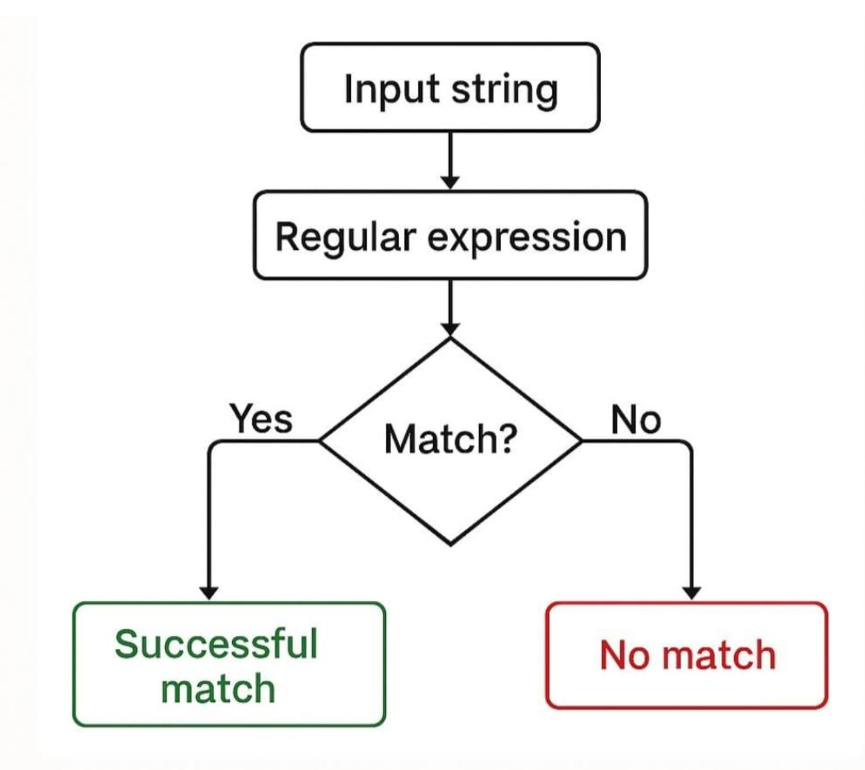 Input string
Regular expression
Match?
Yes
No
Successful
match
No match